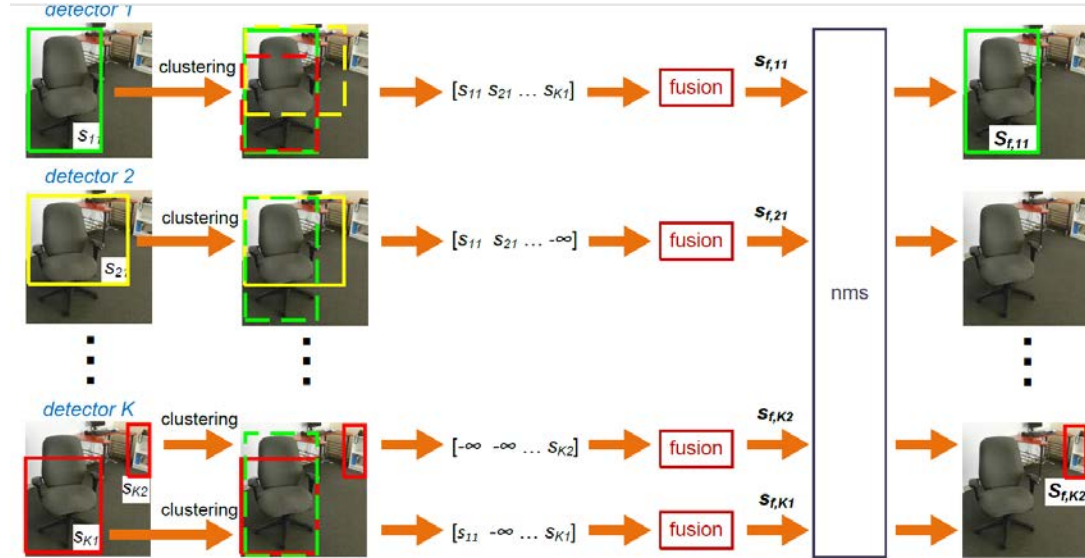 detector 1
s11
clustering
[s11 s21 … sK1]
fusion
sf,11
Sf,11
detector 2
s21
clustering
[s11 s21 … -∞]
fusion
sf,21
nms
detector K
sK2
sK1
clustering
clustering
[-∞ -∞ … sK2]
fusion
sf,K2
Sf,K2
[s11 -∞ … sK1]
fusion
sf,K1